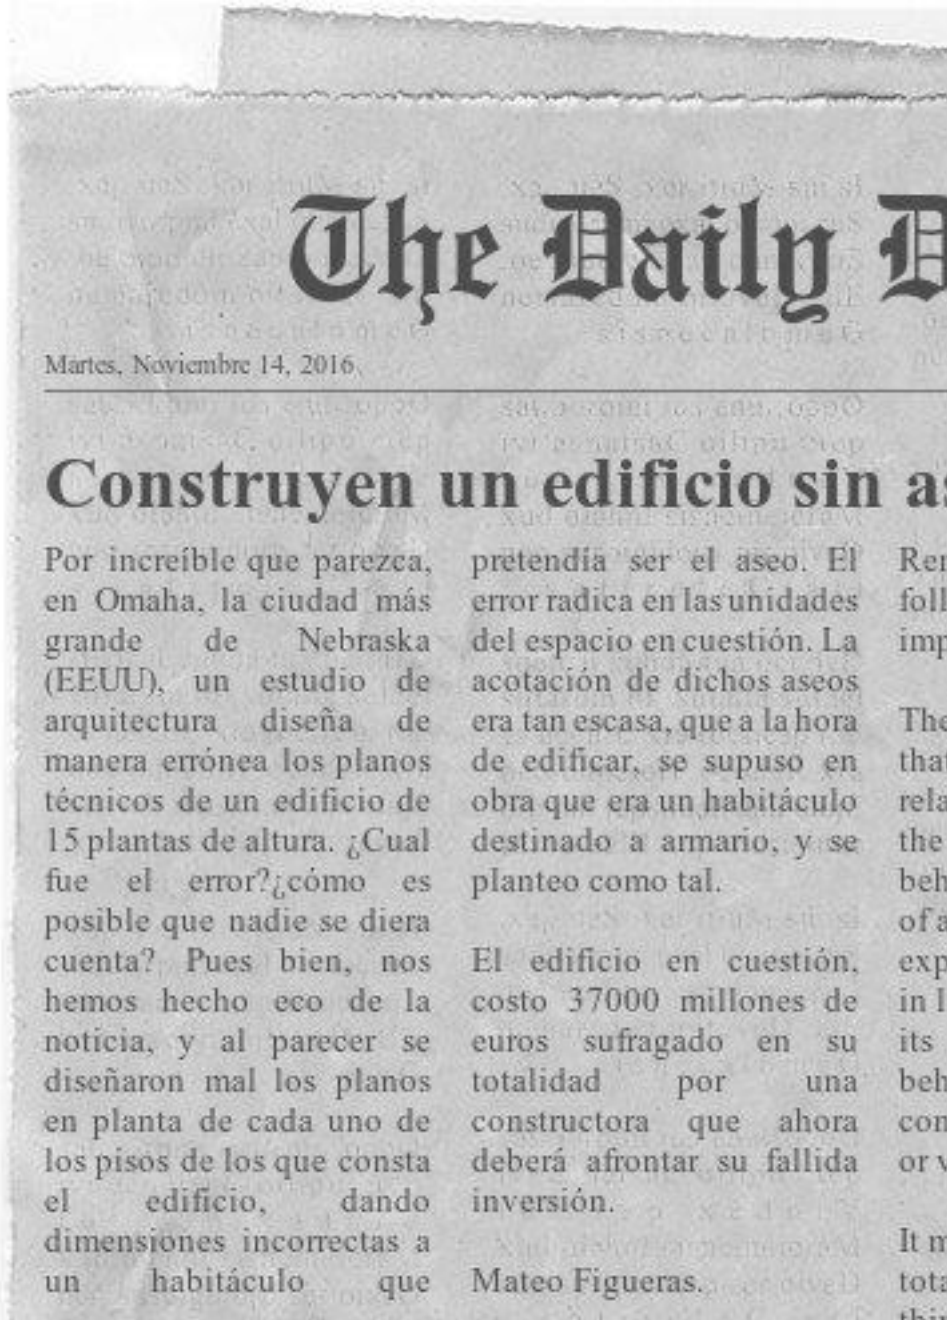 The Daily
Martes, Noviembre 14, 2016
Construyen un edificio sin
Por increíble que parezca,
en Omaha, la ciudad más
grande de Nebraska
(EEUU), un estudio de
arquitectura diseña de
manera errónea los planos
técnicos de un edificio de
15 plantas de altura. ¿Cual
fue el error?¿cómo es
posible que nadie se diera
cuenta? Pues bien, nos
hemos hecho eco de la
noticia, y al parecer se
diseñaron mal los planos
en planta de cada uno de
los pisos de los que consta
el edificio, dando
dimensiones incorrectas a
un habitáculo que
pretendía ser el aseo. El
error radica en las unidades
del espacio en cuestión. La
acotación de dichos aseos
era tan escasa, que a la hora
de edificar, se supuso en
obra que era un habitáculo
destinado a armario, y se
planteo como tal.
El edificio en cuestión,
costo 37000 millones de
euros sufragado en su
totalidad por una
constructora que ahora
deberá afrontar su fallida
inversión.
Mateo Figueras.
the
of
in
its
or
It